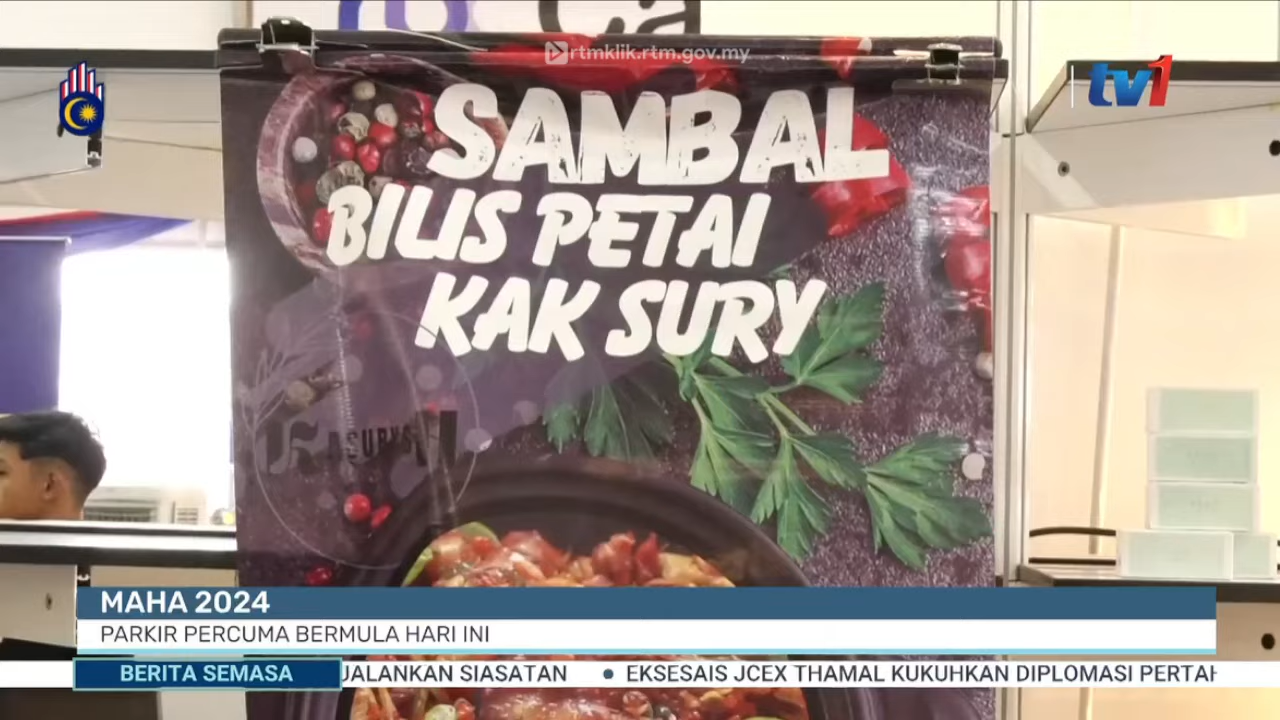 rtmklik.rtm.gov.my
tv1
SAMBAL
BILIS PETAI
KAK SURY
MAHA 2024
PARKIR PERCUMA BERMULA HARI INI
BERITA SEMASA
JALANKAN SIASATAN • EKSESAIS JCEX THAMAL KUKUHKAN DIPLOMASI